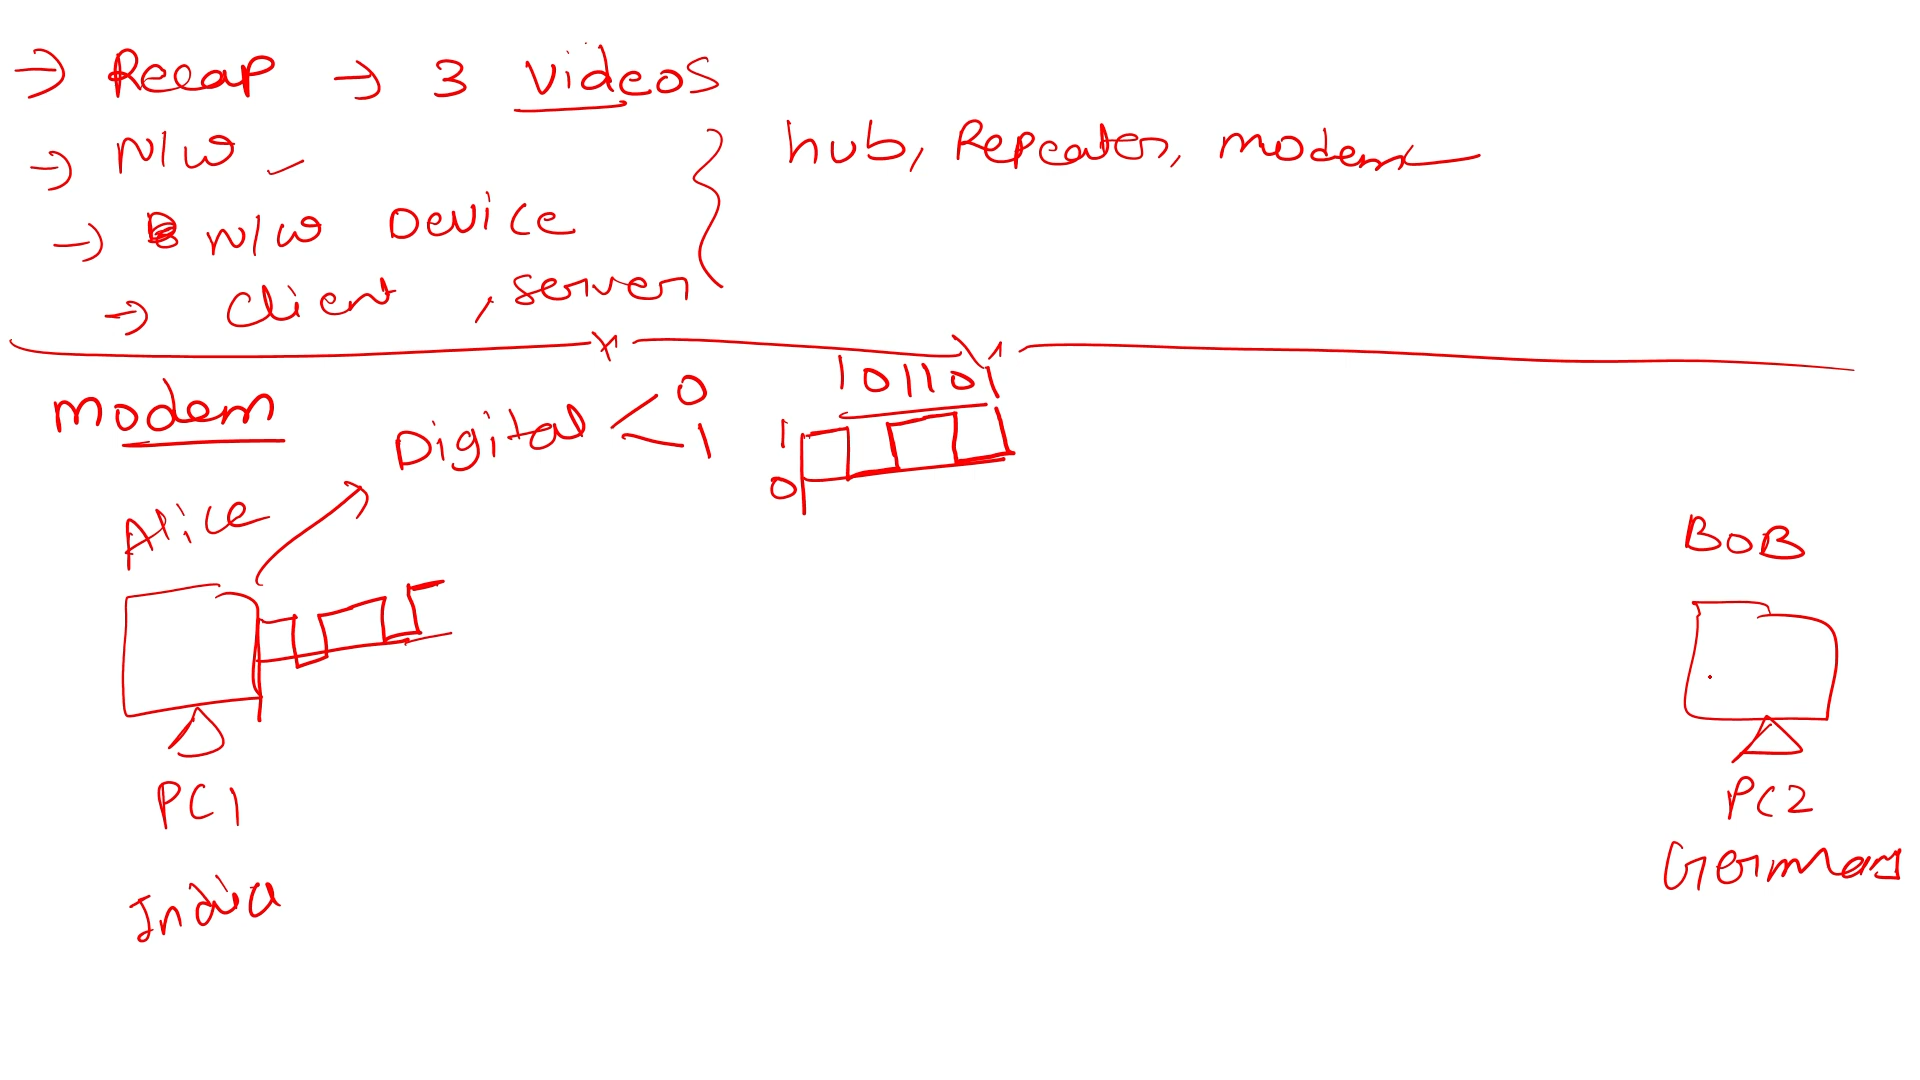 → Recap → 3 Videos
→ N/W
→ N/W Device
→ Client, server
hub, Repeater, modem
modem
Digital < 0 1
101101
1
0
Alice
BOB
PC1
PC2
India
Germany